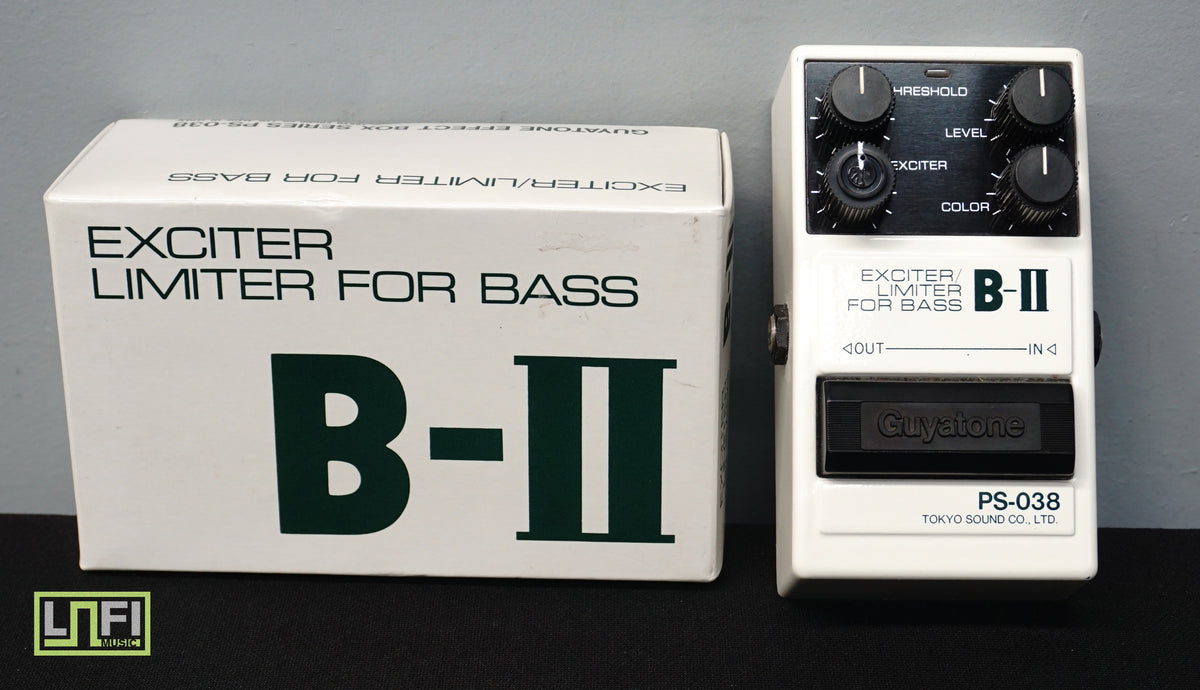 GUYATONE EFFECT BOX SERIES PS-038
EXCITER/LIMITER FOR BASS
EXCITER
LIMITER FOR BASS
B-II
HRESHOLD
LEVEL
EXCITER
COLOR
EXCITER/
LIMITER
FOR BASS
B-II
◁OUT
IN◁
Guyatone
PS-038
TOKYO SOUND CO., LTD.
LAFI
MUSIC